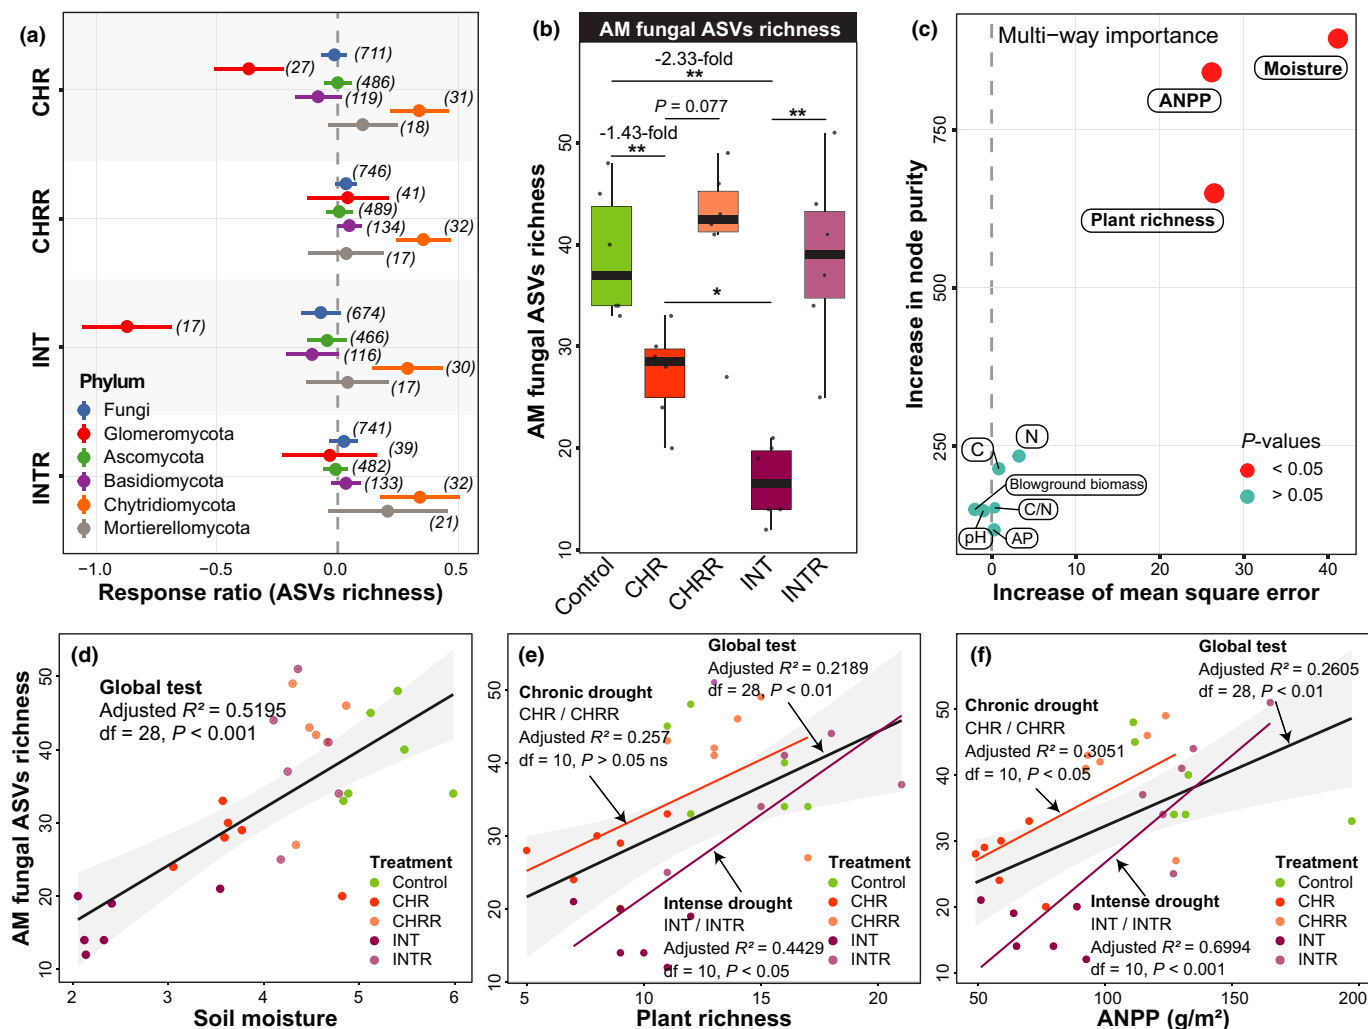 (a)
CHR
CHRR
INT
INTR
(711)
(27)
(486)
(119)
(31)
(18)
(746)
(41)
(489)
(134)
(32)
(17)
(674)
(17)
(466)
(116)
(30)
(17)
(741)
(39)
(482)
(133)
(32)
(21)
Phylum
Fungi
Glomeromycota
Ascomycota
Basidiomycota
Chytridiomycota
Mortierellomycota
−1.0 −0.5 0.0 0.5
Response ratio (ASVs richness)
(b)
AM fungal ASVs richness
-2.33-fold
**
P = 0.077
**
-1.43-fold
**
*
AM fungal ASVs richness
10 20 30 40 50
Control CHR CHRR INT INTR
(c)
Multi−way importance
Moisture
ANPP
Plant richness
N
C
Blowground biomass
C/N
pH
AP
P-values
< 0.05
> 0.05
Increase in node purity
250 500 750
0 10 20 30 40
Increase of mean square error
(d)
Global test
Adjusted R² = 0.5195
df = 28, P < 0.001
Treatment
Control
CHR
CHRR
INT
INTR
AM fungal ASVs richness
10 20 30 40 50
2 3 4 5 6
Soil moisture
(e)
Global test
Adjusted R² = 0.2189
df = 28, P < 0.01
Chronic drought
CHR / CHRR
Adjusted R² = 0.257
df = 10, P > 0.05 ns
Intense drought
INT / INTR
Adjusted R² = 0.4429
df = 10, P < 0.05
Treatment
Control
CHR
CHRR
INT
INTR
10 20 30 40 50
5 10 15 20
Plant richness
(f)
Global test
Adjusted R² = 0.2605
df = 28, P < 0.01
Chronic drought
CHR / CHRR
Adjusted R² = 0.3051
df = 10, P < 0.05
Intense drought
INT / INTR
Adjusted R² = 0.6994
df = 10, P < 0.001
Treatment
Control
CHR
CHRR
INT
INTR
10 20 30 40 50
50 100 150 200
ANPP (g/m²)